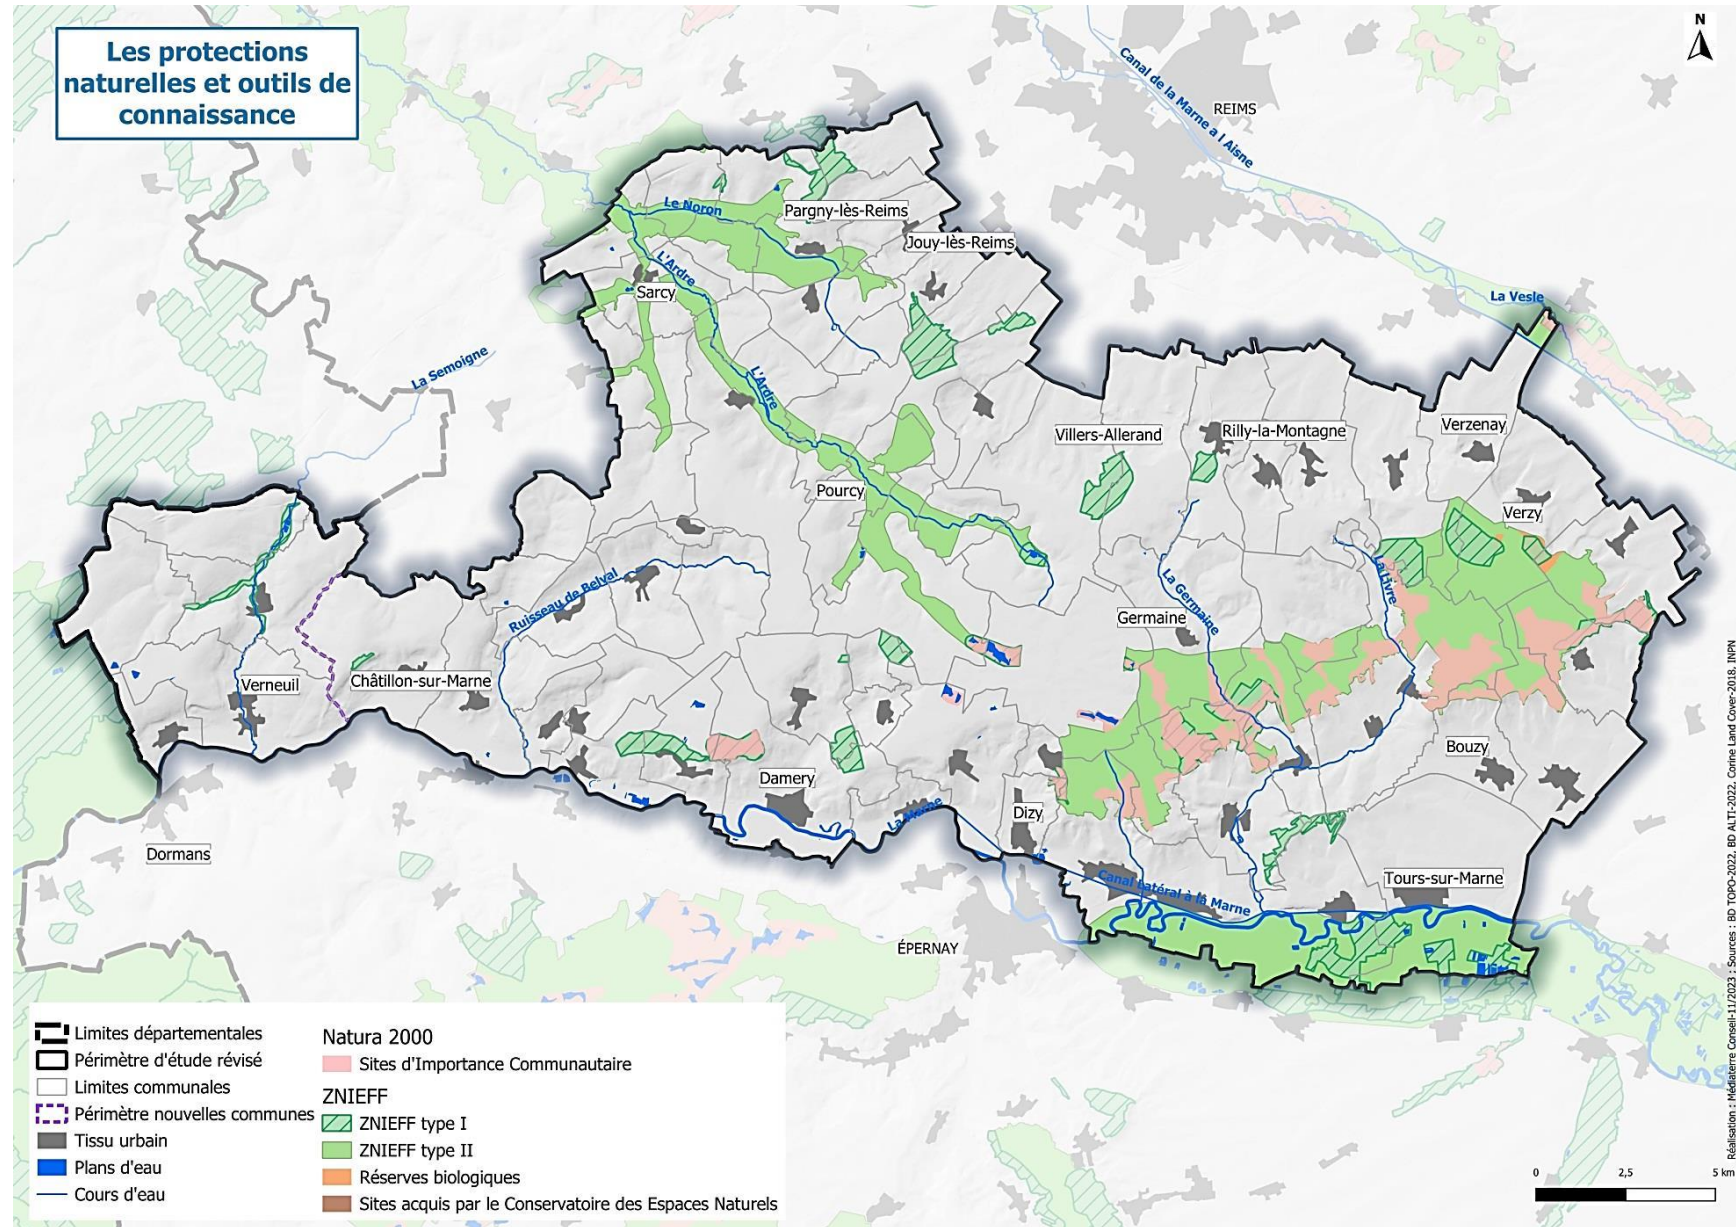 Les protections
naturelles et outils de
connaissance
N
Canal de la Marne a l Aisne
REIMS
Le Noron
Pargny-lès-Reims
Jouy-lès-Reims
L'Ardre
Sarcy
La Vesle
La Semoigne
L'Ardre
Villers-Allerand
Rilly-la-Montagne
Verzenay
Pourcy
Verzy
Ruisseau de Belval
La Livre
La Germaine
Germaine
Verneuil
Châtillon-sur-Marne
Bouzy
Damery
La Marne
Dizy
Dormans
Canal Latéral à la Marne
Tours-sur-Marne
ÉPERNAY
Limites départementales
Périmètre d'étude révisé
Limites communales
Périmètre nouvelles communes
Tissu urbain
Plans d'eau
Cours d'eau
Natura 2000
Sites d'Importance Communautaire
ZNIEFF
ZNIEFF type I
ZNIEFF type II
Réserves biologiques
Sites acquis par le Conservatoire des Espaces Naturels
0 2,5 5 km
Réalisation : Médiaterre Conseil-11/2023 ; Sources : BD TOPO-2022, BD ALTI-2022, Corine Land Cover-2018, INPN